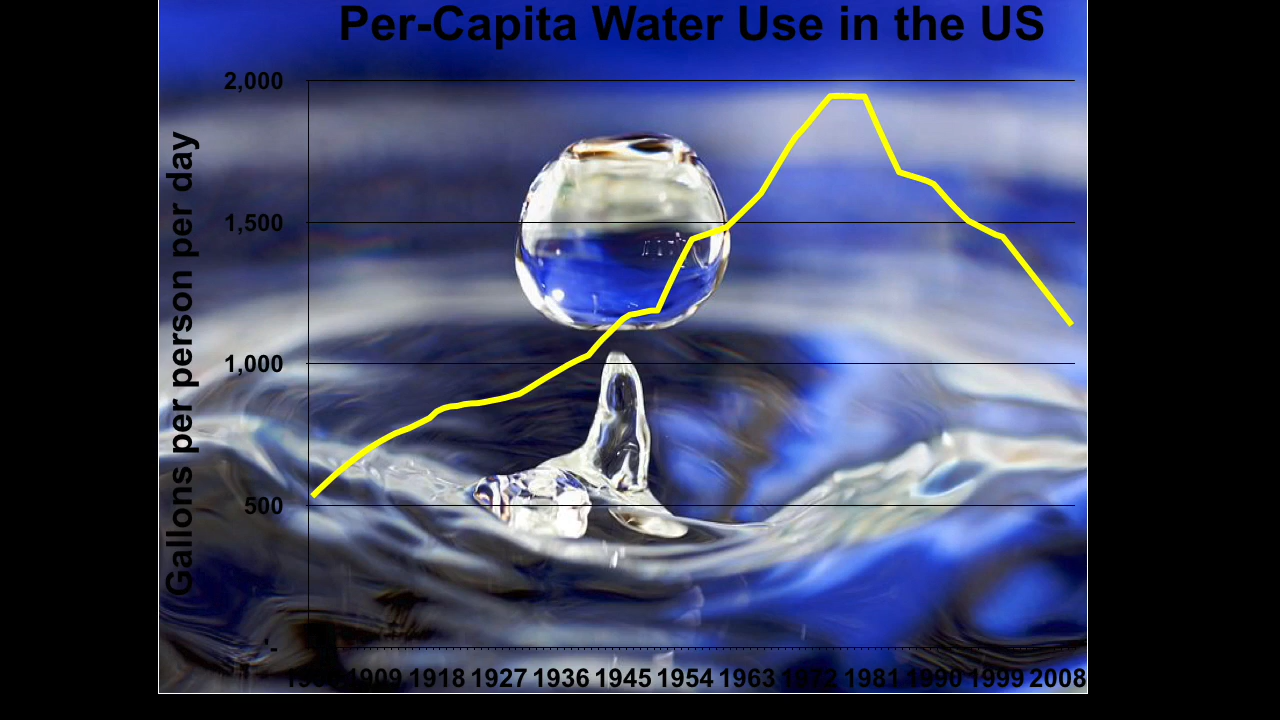 Per-Capita Water Use in the US
Gallons per person per day
2,000
1,500
1,000
500
-
1909 1918 1927 1936 1945 1954 1963 1972 1981 1990 1999 2008